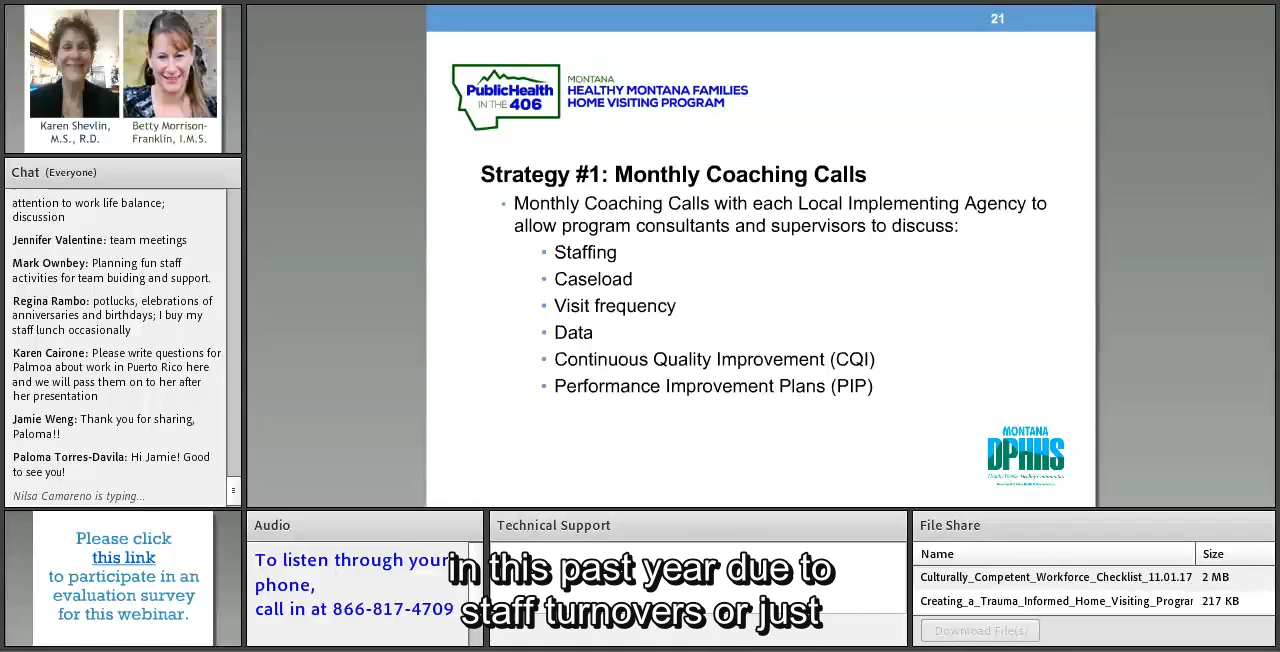 Karen Shevlin,
M.S., R.D.
Betty Morrison-
Franklin, I.M.S.
Chat (Everyone)
attention to work life balance;
discussion
Jennifer Valentine: team meetings
Mark Ownbey: Planning fun staff
activities for team buiding and support.
Regina Rambo: potlucks, elebrations of
anniversaries and birthdays; I buy my
staff lunch occasionally
Karen Cairone: Please write questions for
Palmoa about work in Puerto Rico here
and we will pass them on to her after
her presentation
Jamie Weng: Thank you for sharing,
Paloma!!
Paloma Torres-Davila: Hi Jamie! Good
to see you!
Nilsa Camareno is typing...
Please click
this link
to participate in an
evaluation survey
for this webinar.
21
PublicHealth
IN THE 406
MONTANA
HEALTHY MONTANA FAMILIES
HOME VISITING PROGRAM
Strategy #1: Monthly Coaching Calls
• Monthly Coaching Calls with each Local Implementing Agency to
allow program consultants and supervisors to discuss:
• Staffing
• Caseload
• Visit frequency
• Data
• Continuous Quality Improvement (CQI)
• Performance Improvement Plans (PIP)
MONTANA
DPHHS
Audio
To listen through your
phone,
call in at 866-817-4709
Technical Support
in this past year due to
staff turnovers or just
File Share
Name Size
Culturally_Competent_Workforce_Checklist_11.01.17 2 MB
Creating_a_Trauma_Informed_Home_Visiting_Prograr 217 KB
Download File(s)